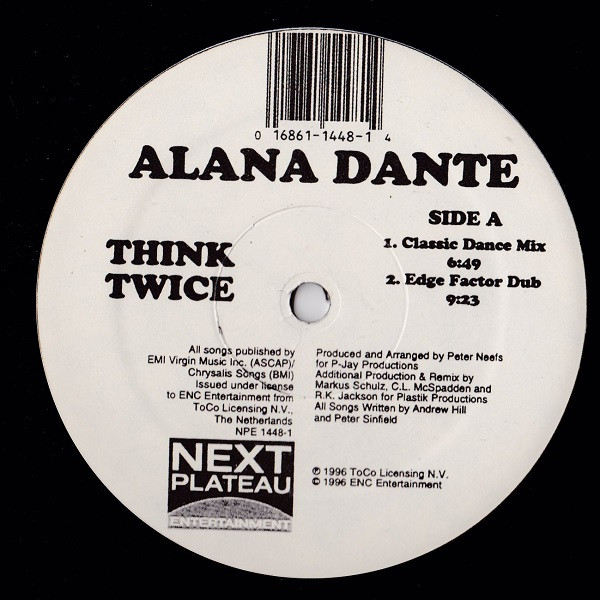 0 16861-1448-1 4
ALANA DANTE
THINK
TWICE
SIDE A
1. Classic Dance Mix
6:49
2. Edge Factor Dub
9:23
All songs published by
EMI Virgin Music Inc. (ASCAP)/
Chrysalis Songs (BMI)
Issued under license
to ENC Entertainment from
ToCo Licensing N.V.,
The Netherlands
NPE 1448-1
Produced and Arranged by Peter Neefs
for P-Jay Productions
Additional Production & Remix by
Markus Schulz, C.L. McSpadden and
R.K. Jackson for Plastik Productions
All Songs Written by Andrew Hill
and Peter Sinfield
NEXT
PLATEAU
ENTERTAINMENT
℗ 1996 ToCo Licensing N.V.
© 1996 ENC Entertainment